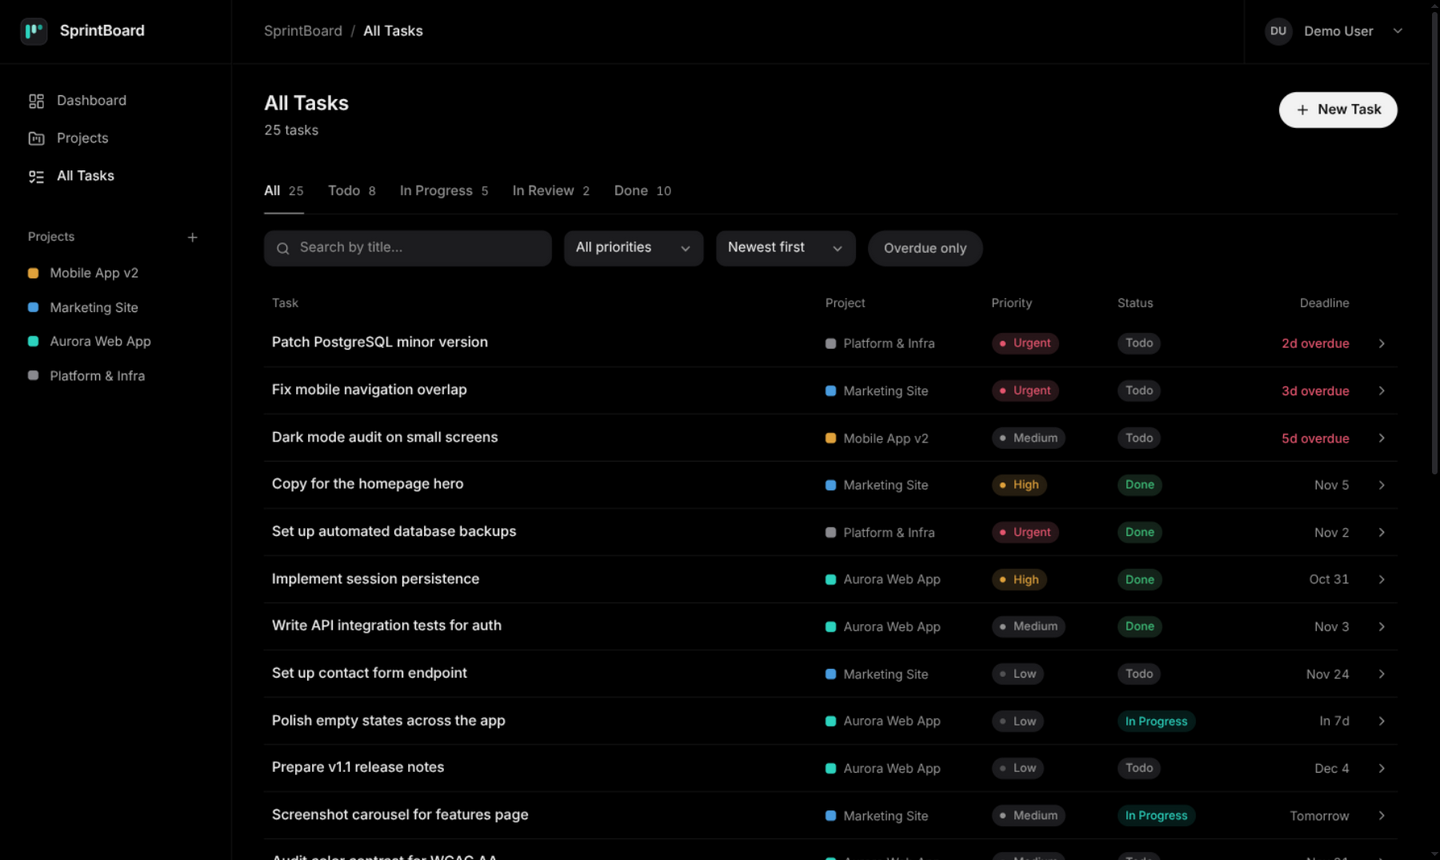 SprintBoard
SprintBoard / All Tasks
DU Demo User
Dashboard
Projects
All Tasks
Projects +
Mobile App v2
Marketing Site
Aurora Web App
Platform & Infra
All Tasks
25 tasks
+ New Task
All 25 Todo 8 In Progress 5 In Review 2 Done 10
Search by title... All priorities Newest first Overdue only
Task Project Priority Status Deadline
Patch PostgreSQL minor version Platform & Infra Urgent Todo 2d overdue
Fix mobile navigation overlap Marketing Site Urgent Todo 3d overdue
Dark mode audit on small screens Mobile App v2 Medium Todo 5d overdue
Copy for the homepage hero Marketing Site High Done Nov 5
Set up automated database backups Platform & Infra Urgent Done Nov 2
Implement session persistence Aurora Web App High Done Oct 31
Write API integration tests for auth Aurora Web App Medium Done Nov 3
Set up contact form endpoint Marketing Site Low Todo Nov 24
Polish empty states across the app Aurora Web App Low In Progress In 7d
Prepare v1.1 release notes Aurora Web App Low Todo Dec 4
Screenshot carousel for features page Marketing Site Medium In Progress Tomorrow
Audit color contrast for WCAG AA